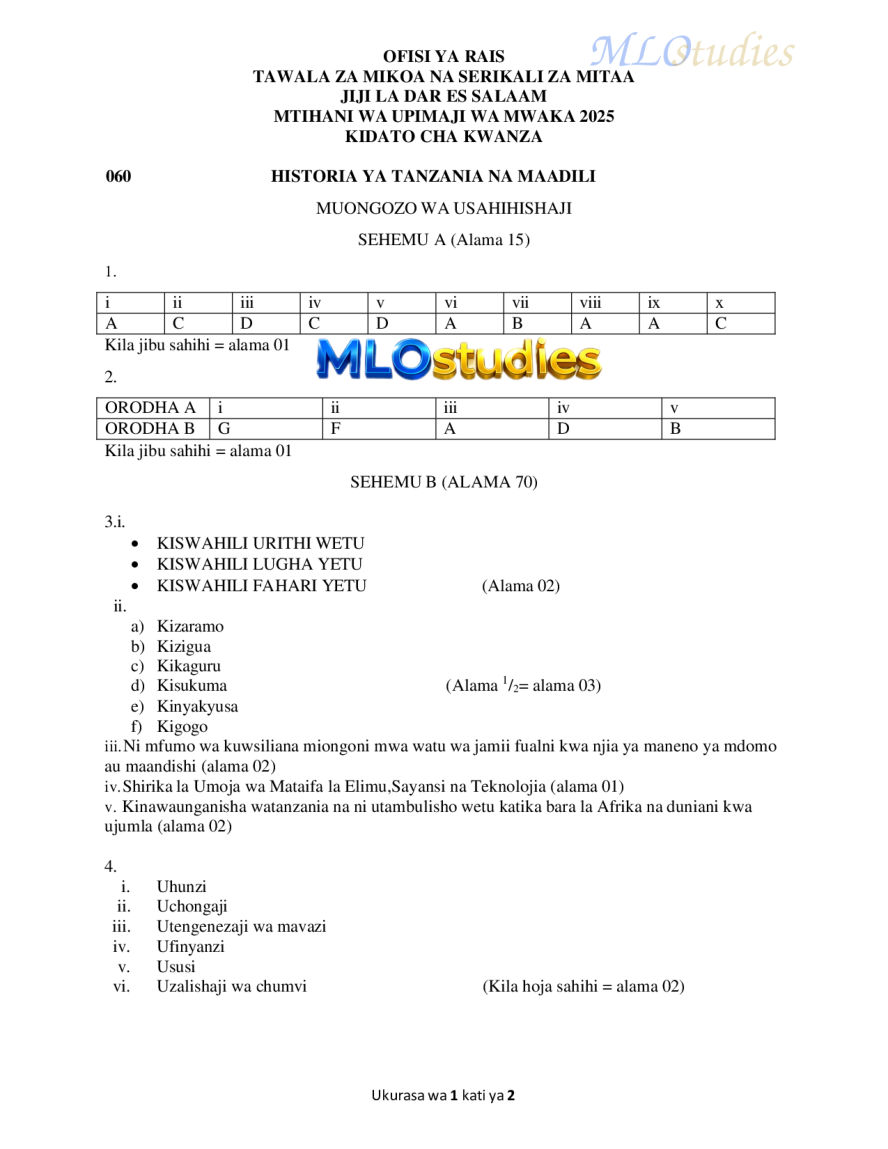 MLOstudies
OFISI YA RAIS
TAWALA ZA MIKOA NA SERIKALI ZA MITAA
JIJI LA DAR ES SALAAM
MTIHANI WA UPIMAJI WA MWAKA 2025
KIDATO CHA KWANZA
060 HISTORIA YA TANZANIA NA MAADILI
MUONGOZO WA USAHIHISHAJI
SEHEMU A (Alama 15)
1.
i ii iii iv v vi vii viii ix x
A C D C D A B A A C
Kila jibu sahihi = alama 01
MLOstudies
2.
ORODHA A i ii iii iv v
ORODHA B G F A D B
Kila jibu sahihi = alama 01
SEHEMU B (ALAMA 70)
3.i.
• KISWAHILI URITHI WETU
• KISWAHILI LUGHA YETU
• KISWAHILI FAHARI YETU (Alama 02)
ii.
a) Kizaramo
b) Kizigua
c) Kikaguru
d) Kisukuma (Alama ¹/₂= alama 03)
e) Kinyakyusa
f) Kigogo
iii.Ni mfumo wa kuwsiliana miongoni mwa watu wa jamii fualni kwa njia ya maneno ya mdomo
au maandishi (alama 02)
iv.Shirika la Umoja wa Mataifa la Elimu,Sayansi na Teknolojia (alama 01)
v. Kinawaunganisha watanzania na ni utambulisho wetu katika bara la Afrika na duniani kwa
ujumla (alama 02)
4.
i. Uhunzi
ii. Uchongaji
iii. Utengenezaji wa mavazi
iv. Ufinyanzi
v. Ususi
vi. Uzalishaji wa chumvi (Kila hoja sahihi = alama 02)
Ukurasa wa 1 kati ya 2